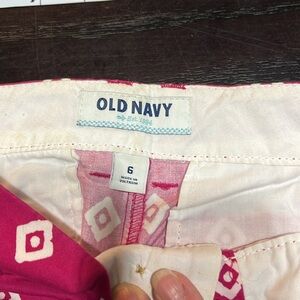 OLD NAVY
Est. 1994
6
MADE IN
VIETNAM